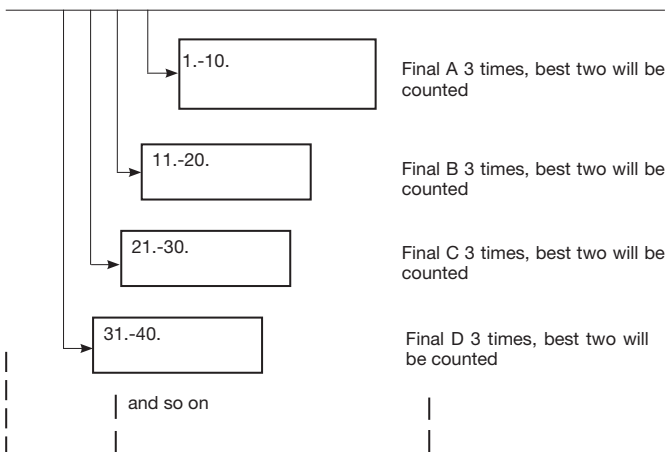 1.-10.
Final A 3 times, best two will be
counted
11.-20.
Final B 3 times, best two will be
counted
21.-30.
Final C 3 times, best two will be
counted
31.-40.
Final D 3 times, best two will
be counted
and so on